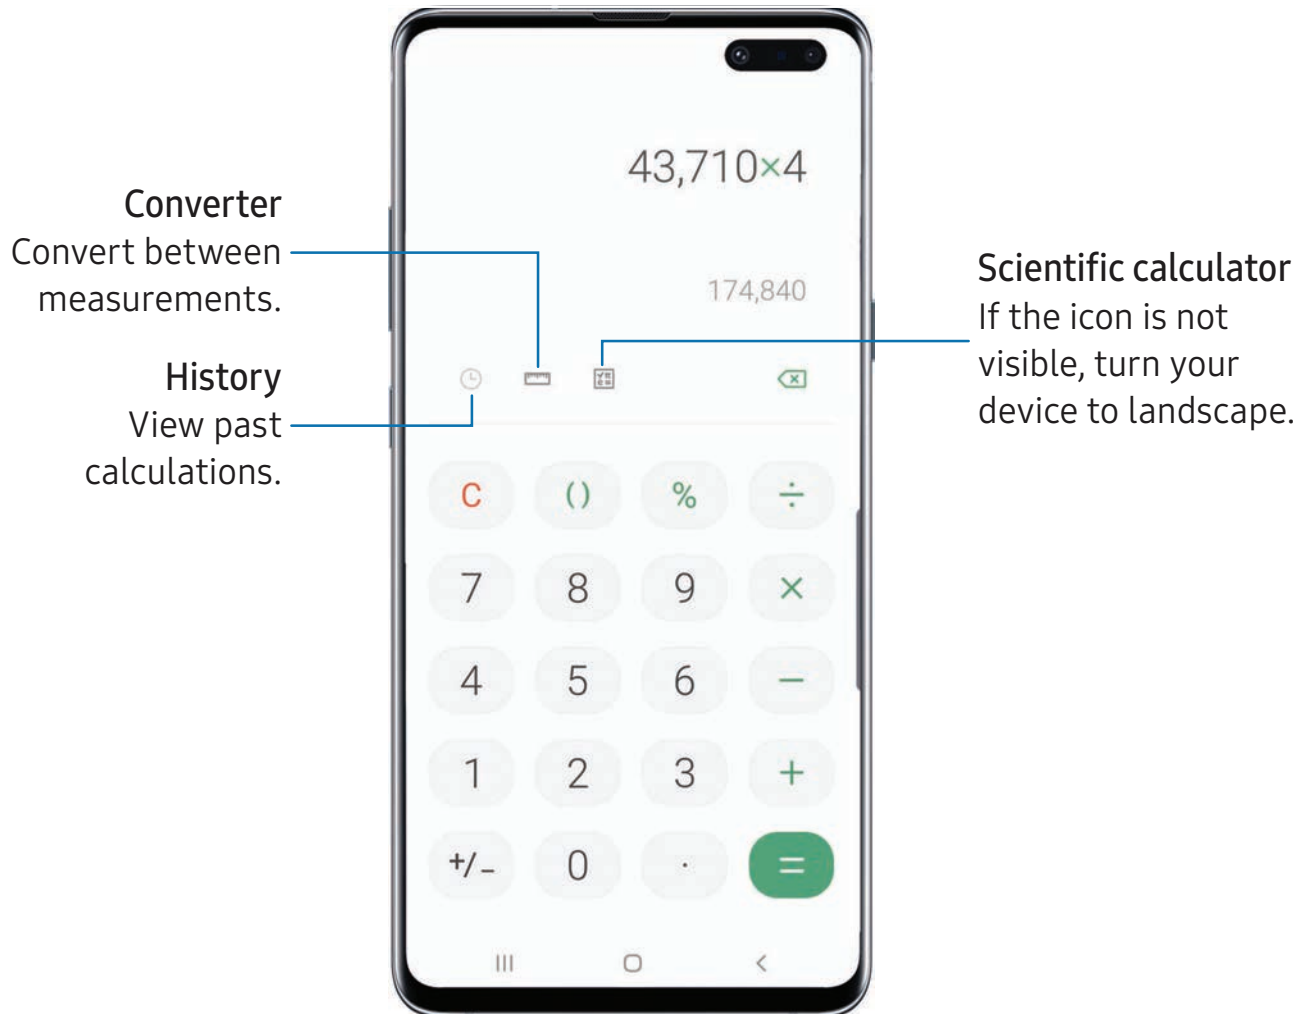 43,710×4
174,840
Converter
Convert between
measurements.
History
View past
calculations.
Scientific calculator
If the icon is not
visible, turn your
device to landscape.
C () % ÷
7 8 9 ×
4 5 6 −
1 2 3 +
+/− 0 . =